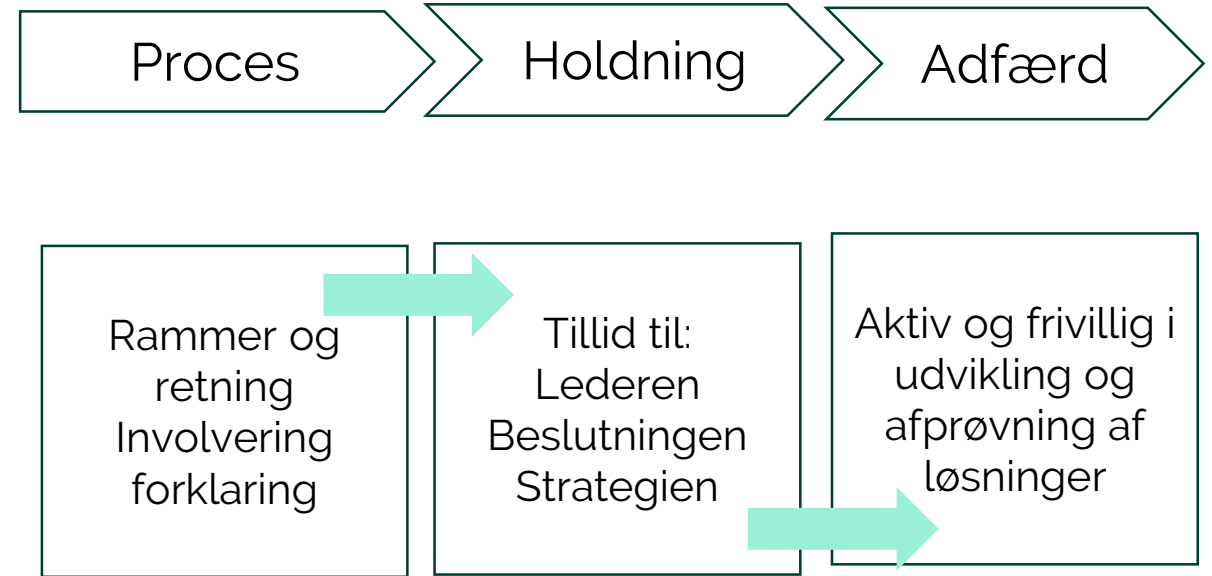 Proces
Holdning
Adfærd
Rammer og
retning
Involvering
forklaring
Tillid til:
Lederen
Beslutningen
Strategien
Aktiv og frivillig i
udvikling og
afprøvning af
løsninger